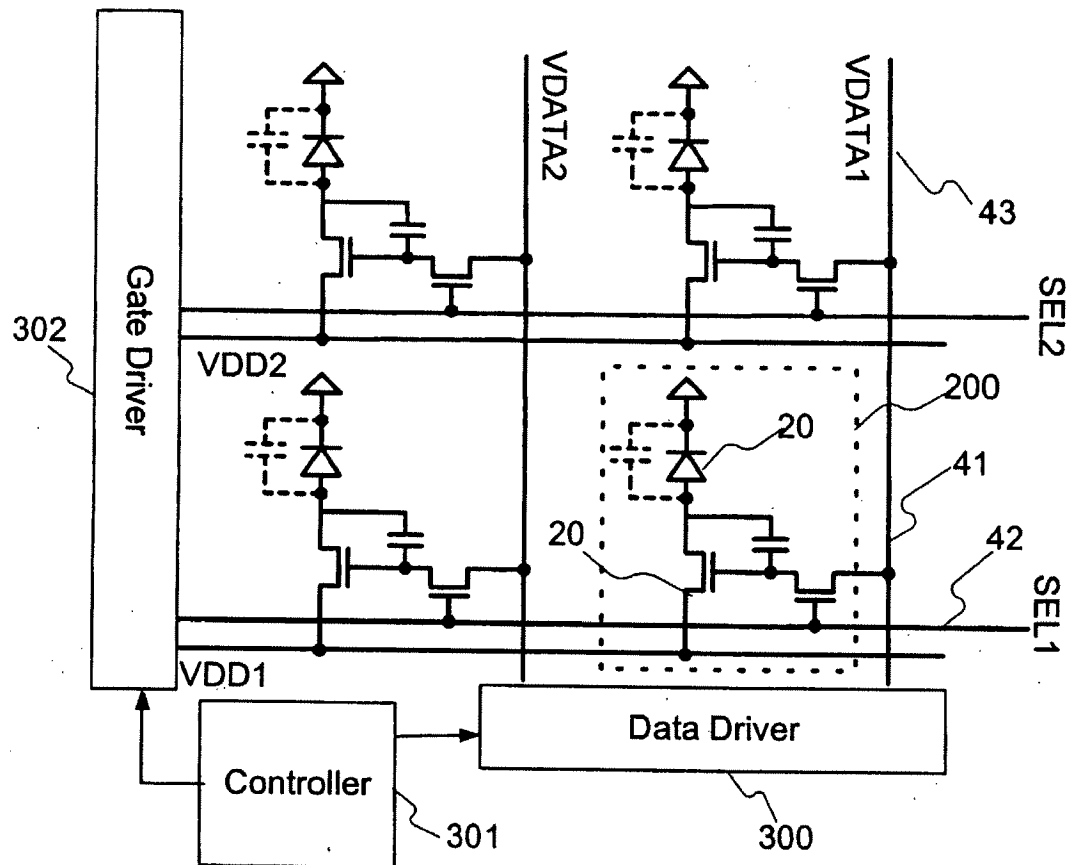 VDATA2
VDATA1
43
SEL2
Gate Driver
302
VDD2
200
20
41
20
42
SEL1
VDD1
Data Driver
Controller
301
300